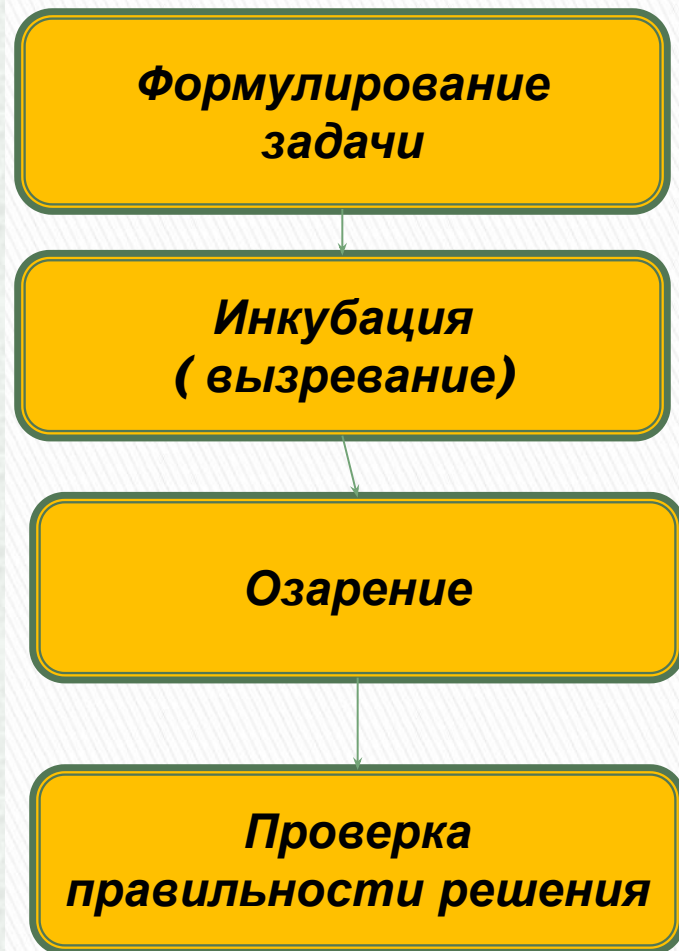 Формулирование
задачи
Инкубация
( вызревание)
Озарение
Проверка
правильности решения